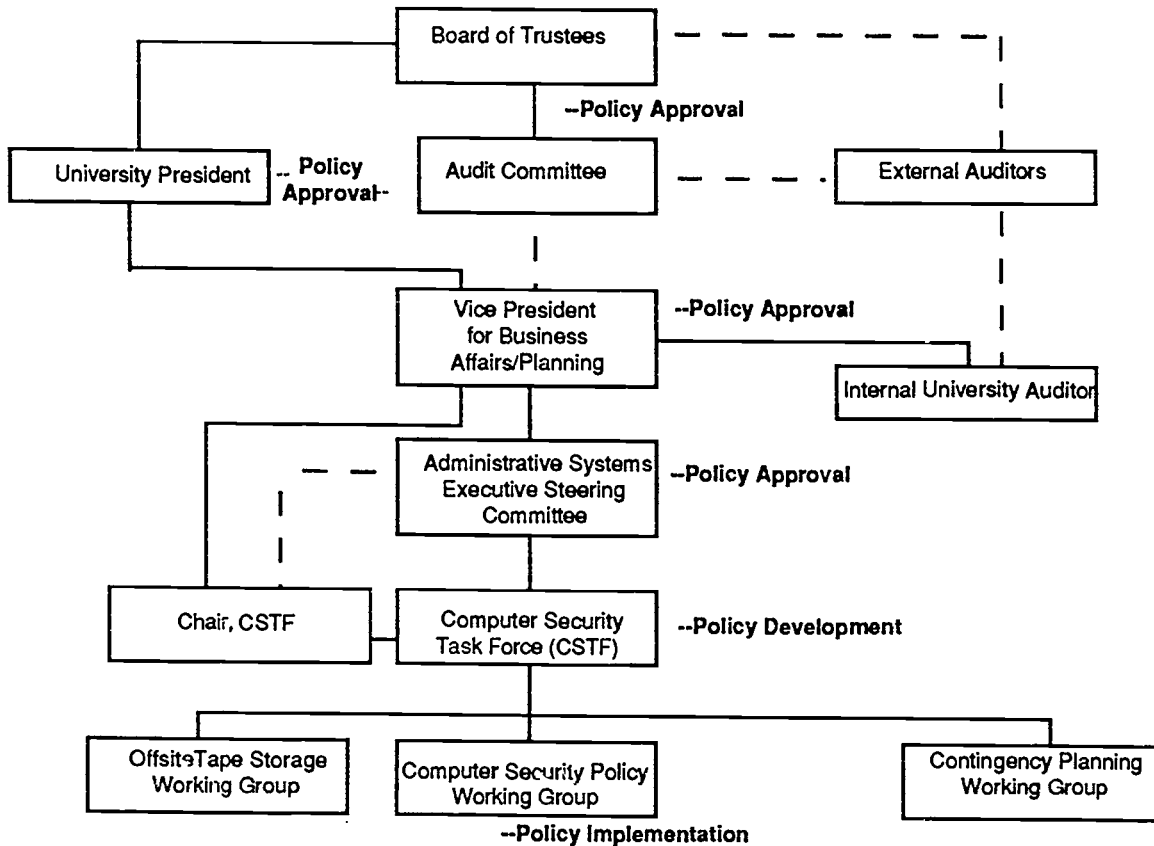 Board of Trustees
--Policy Approval
University President
-- Policy
Approval--
Audit Committee
External Auditors
Vice President
for Business
Affairs/Planning
--Policy Approval
Internal University Auditor
Administrative Systems
Executive Steering
Committee
--Policy Approval
Chair, CSTF
Computer Security
Task Force (CSTF)
--Policy Development
Offsite Tape Storage
Working Group
Computer Security Policy
Working Group
Contingency Planning
Working Group
--Policy Implementation